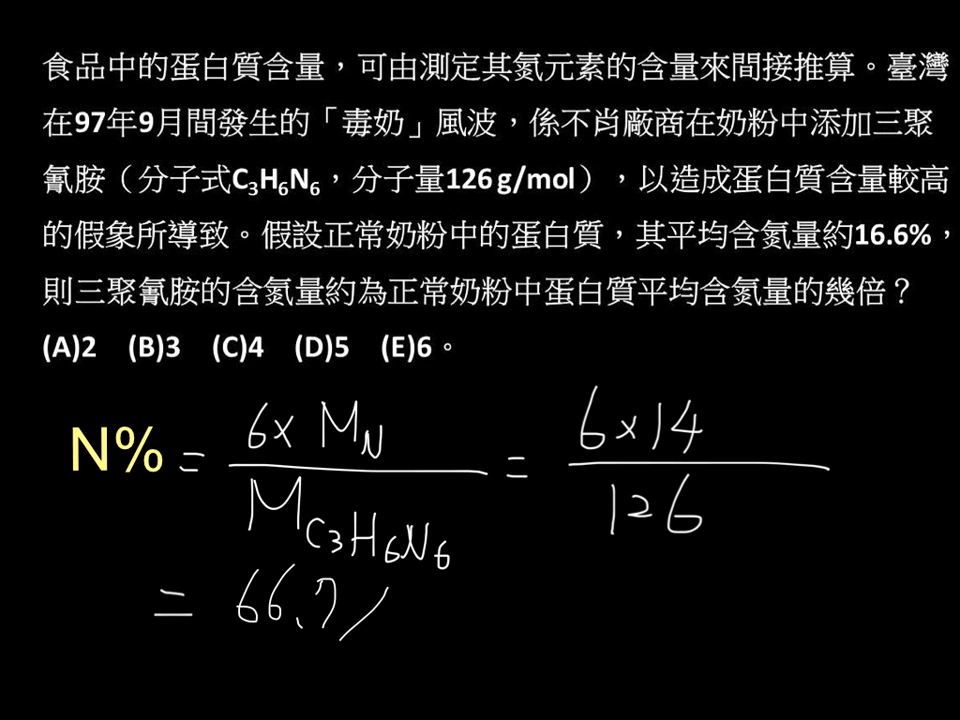 食品中的蛋白質含量，可由測定其氮元素的含量來間接推算。臺灣
在97年9月間發生的「毒奶」風波，係不肖廠商在奶粉中添加三聚
氰胺（分子式C₃H₆N₆，分子量126 g/mol），以造成蛋白質含量較高
的假象所導致。假設正常奶粉中的蛋白質，其平均含氮量約16.6%，
則三聚氰胺的含氮量約為正常奶粉中蛋白質平均含氮量的幾倍？
(A)2 (B)3 (C)4 (D)5 (E)6。
N% = 6× M_N / M_C₃H₆N₆ = 6×14 / 126
= 66.7